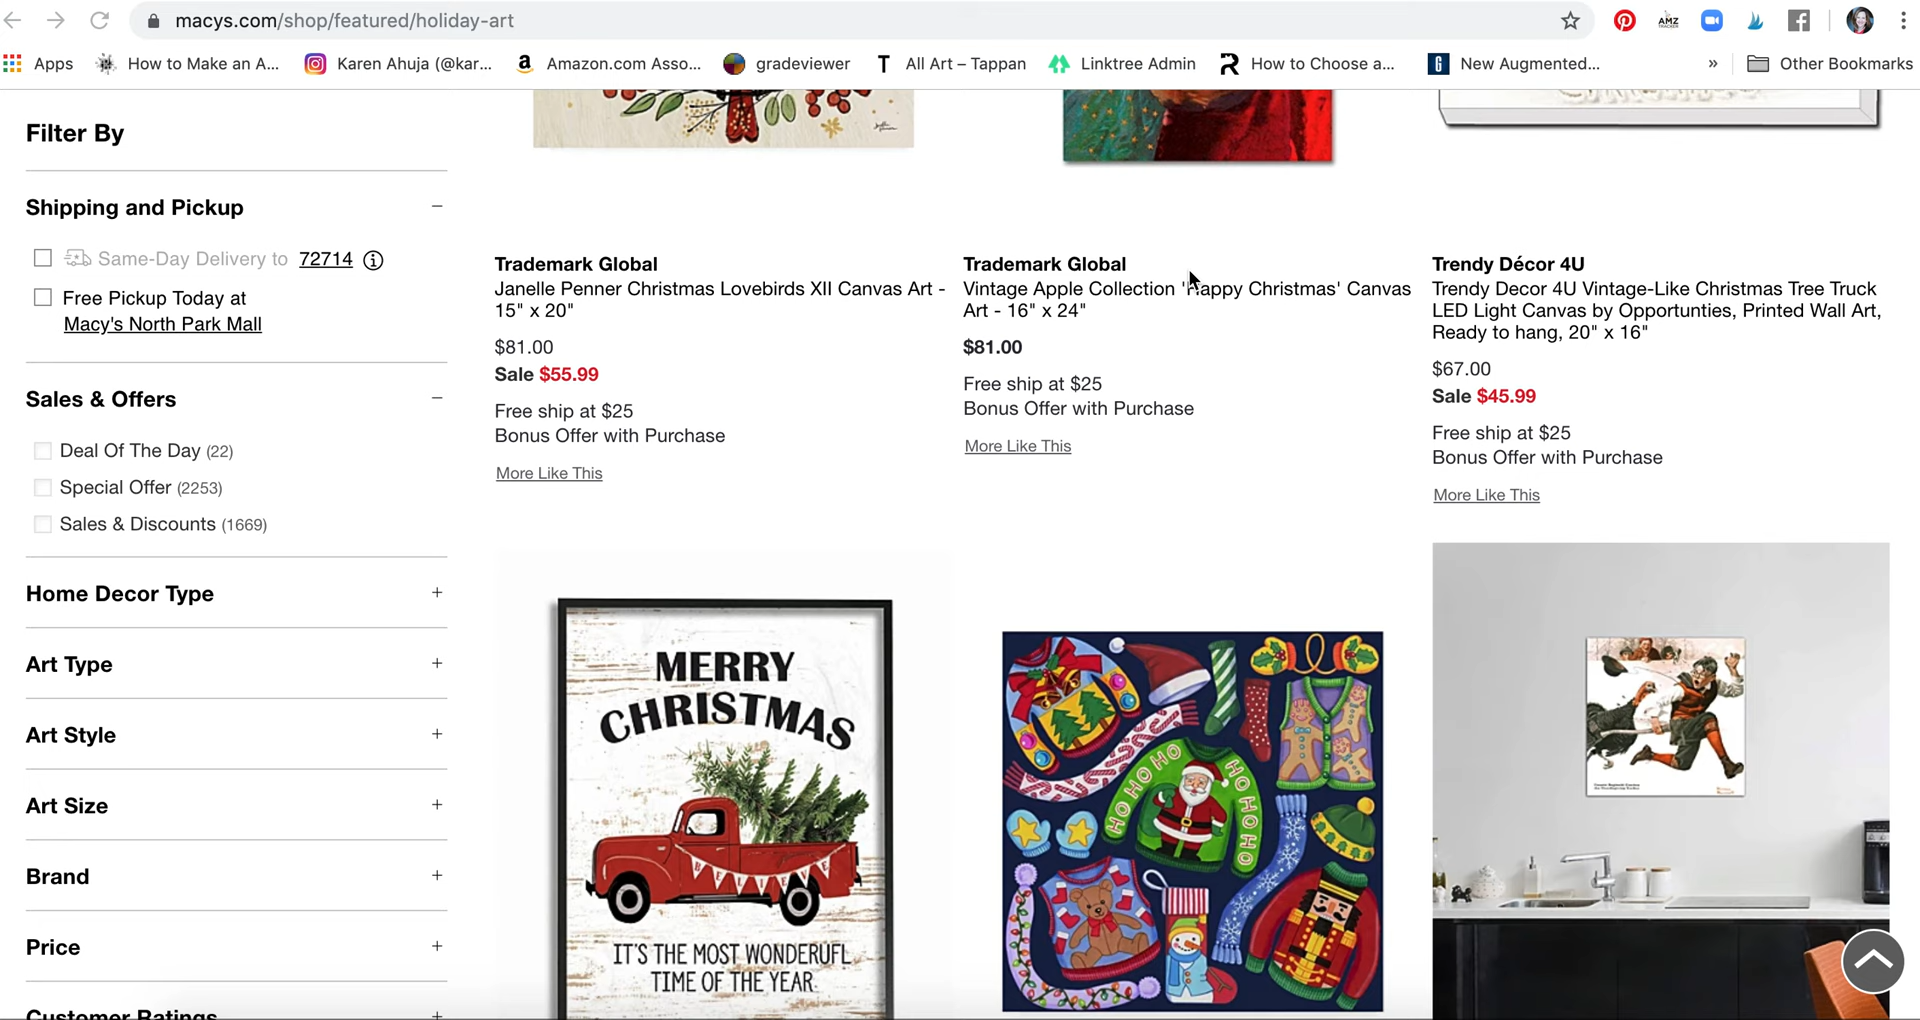 macys.com/shop/featured/holiday-art
AMZ
Apps
How to Make an A...
Karen Ahuja (@kar...
Amazon.com Asso...
gradeviewer
T All Art – Tappan
Linktree Admin
How to Choose a...
G New Augmented...
»
Other Bookmarks
Filter By
Shipping and Pickup
Same-Day Delivery to 72714
Free Pickup Today at
Macy's North Park Mall
Sales & Offers
Deal Of The Day (22)
Special Offer (2253)
Sales & Discounts (1669)
Home Decor Type
Art Type
Art Style
Art Size
Brand
Price
Customer Ratings
Trademark Global
Janelle Penner Christmas Lovebirds XII Canvas Art -
15" x 20"
$81.00
Sale $55.99
Free ship at $25
Bonus Offer with Purchase
More Like This
Trademark Global
Vintage Apple Collection 'Happy Christmas' Canvas
Art - 16" x 24"
$81.00
Free ship at $25
Bonus Offer with Purchase
More Like This
Trendy Décor 4U
Trendy Decor 4U Vintage-Like Christmas Tree Truck
LED Light Canvas by Opportunties, Printed Wall Art,
Ready to hang, 20" x 16"
$67.00
Sale $45.99
Free ship at $25
Bonus Offer with Purchase
More Like This
MERRY
CHRISTMAS
BELIEVE
IT'S THE MOST WONDERUFL
TIME OF THE YEAR
HO HO HO
HO HO HO